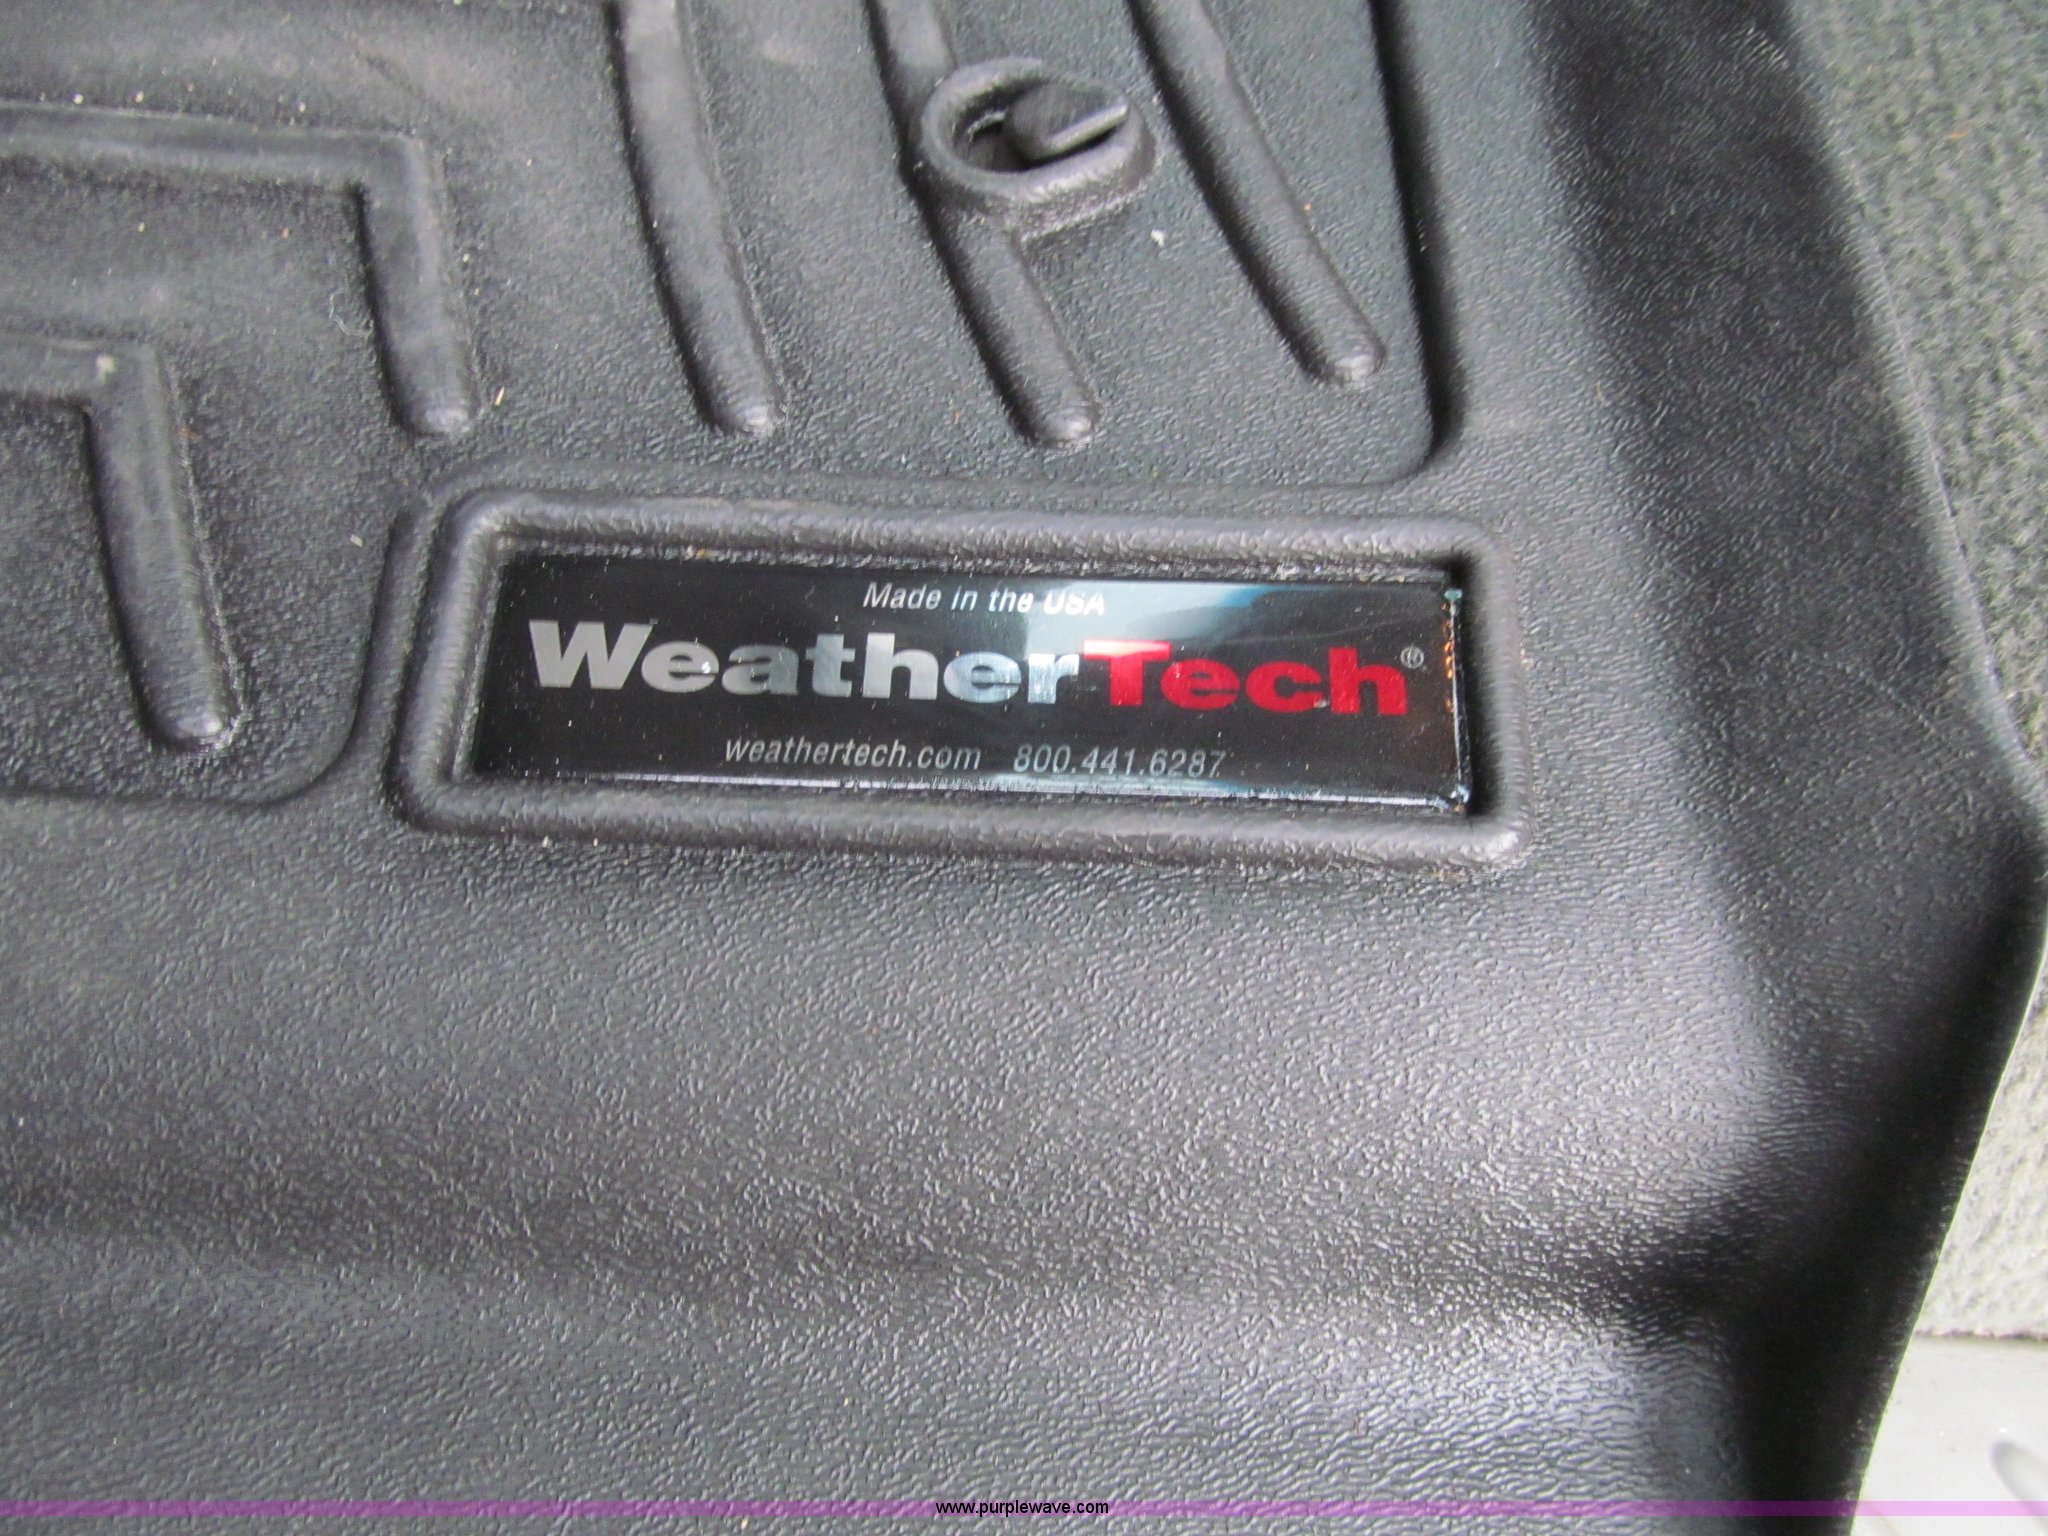 Made in the USA
WeatherTech®
weathertech.com 800.441.6287
www.purplewave.com